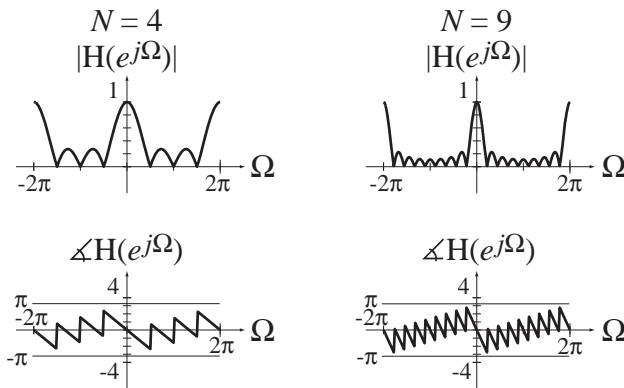 N = 4
N = 9
|H(e^{jΩ})|
|H(e^{jΩ})|
1
1
-2π
2π
Ω
-2π
2π
Ω
∡H(e^{jΩ})
∡H(e^{jΩ})
4
4
π
π
-2π
2π
Ω
-2π
2π
Ω
-π
-π
-4
-4